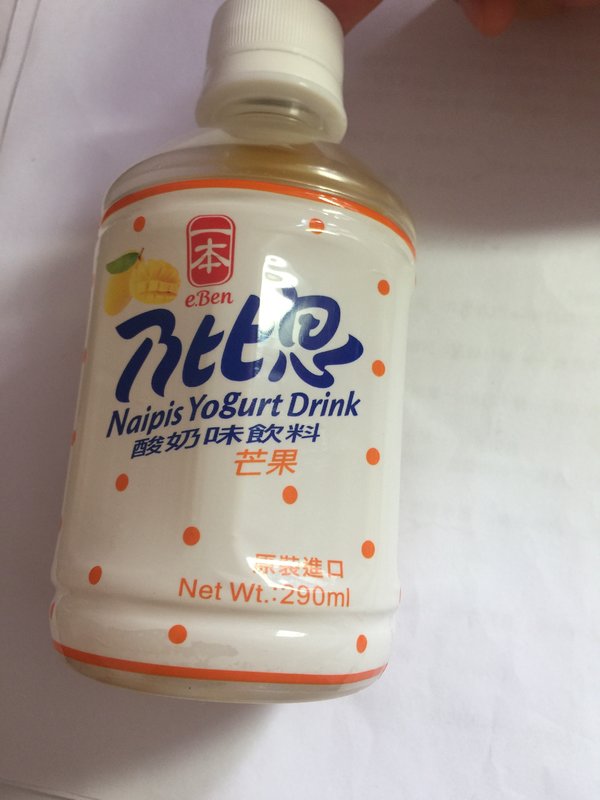 一本
e.Ben
乃比思
Naipis Yogurt Drink
酸奶味飲料
芒果
原裝進口
Net Wt.:290ml